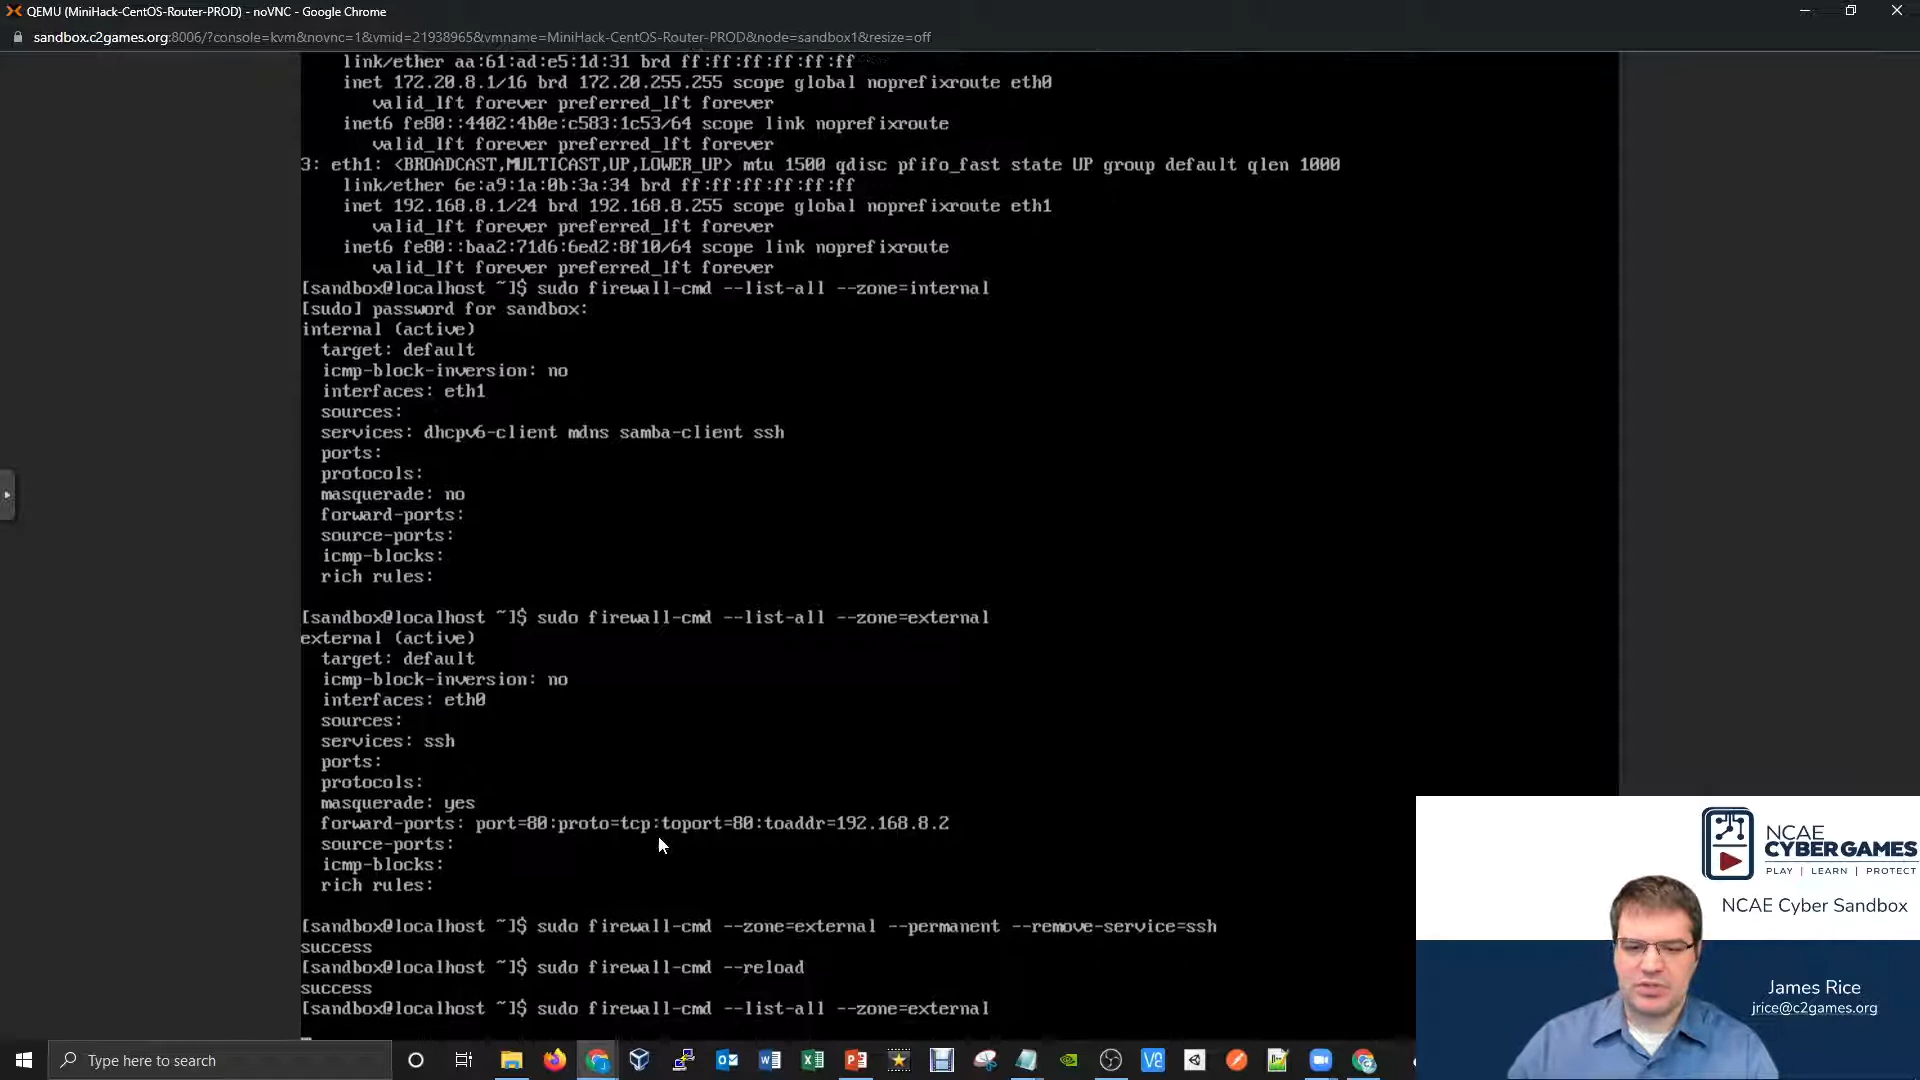 QEMU (MiniHack-CentOS-Router-PROD) - noVNC - Google Chrome
sandbox.c2games.org:8006/?console=kvm&novnc=1&vmid=21938965&vmname=MiniHack-CentOS-Router-PROD&node=sandbox1&resize=off
link/ether aa:61:ad:e5:1d:31 brd ff:ff:ff:ff:ff:ff
inet 172.20.8.1/16 brd 172.20.255.255 scope global noprefixroute eth0
valid_lft forever preferred_lft forever
inet6 fe80::4402:4b0e:c583:1c53/64 scope link noprefixroute
valid_lft forever preferred_lft forever
3: eth1: <BROADCAST,MULTICAST,UP,LOWER_UP> mtu 1500 qdisc pfifo_fast state UP group default qlen 1000
link/ether 6e:a9:1a:0b:3a:34 brd ff:ff:ff:ff:ff:ff
inet 192.168.8.1/24 brd 192.168.8.255 scope global noprefixroute eth1
valid_lft forever preferred_lft forever
inet6 fe80::baa2:71d6:6ed2:8f10/64 scope link noprefixroute
valid_lft forever preferred_lft forever
[sandbox@localhost ~]$ sudo firewall-cmd --list-all --zone=internal
[sudo] password for sandbox:
internal (active)
target: default
icmp-block-inversion: no
interfaces: eth1
sources:
services: dhcpv6-client mdns samba-client ssh
ports:
protocols:
masquerade: no
forward-ports:
source-ports:
icmp-blocks:
rich rules:
[sandbox@localhost ~]$ sudo firewall-cmd --list-all --zone=external
external (active)
target: default
icmp-block-inversion: no
interfaces: eth0
sources:
services: ssh
ports:
protocols:
masquerade: yes
forward-ports: port=80:proto=tcp:toport=80:toaddr=192.168.8.2
source-ports:
icmp-blocks:
rich rules:
[sandbox@localhost ~]$ sudo firewall-cmd --zone=external --permanent --remove-service=ssh
success
[sandbox@localhost ~]$ sudo firewall-cmd --reload
success
[sandbox@localhost ~]$ sudo firewall-cmd --list-all --zone=external
NCAE
CYBERGAMES
PLAY | LEARN | PROTECT
NCAE Cyber Sandbox
James Rice
jrice@c2games.org
Type here to search